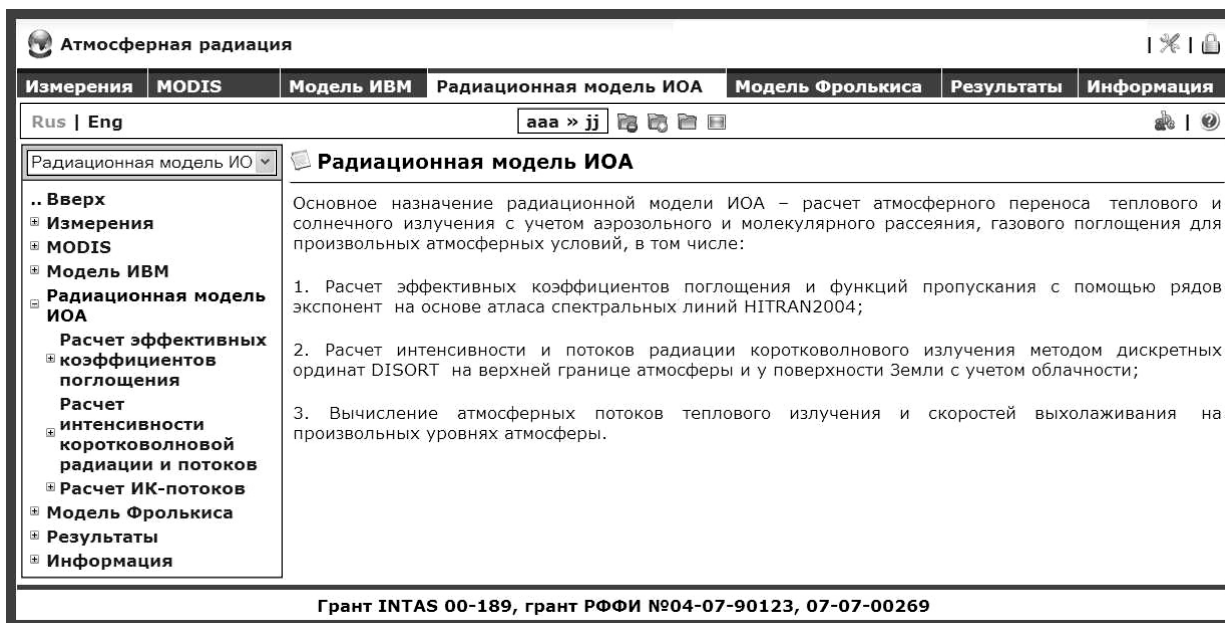 Атмосферная радиация
Измерения MODIS Модель ИВМ Радиационная модель ИОА Модель Фролькиса Результаты Информация
Rus | Eng
aaa » jj
Радиационная модель ИО
.. Вверх
Измерения
MODIS
Модель ИВМ
Радиационная модель
ИОА
Расчет эффективных
коэффициентов
поглощения
Расчет
интенсивности
коротковолновой
радиации и потоков
Расчет ИК-потоков
Модель Фролькиса
Результаты
Информация
Радиационная модель ИОА
Основное назначение радиационной модели ИОА – расчет атмосферного переноса теплового и
солнечного излучения с учетом аэрозольного и молекулярного рассеяния, газового поглощения для
произвольных атмосферных условий, в том числе:
1. Расчет эффективных коэффициентов поглощения и функций пропускания с помощью рядов
экспонент на основе атласа спектральных линий HITRAN2004;
2. Расчет интенсивности и потоков радиации коротковолнового излучения методом дискретных
ординат DISORT на верхней границе атмосферы и у поверхности Земли с учетом облачности;
3. Вычисление атмосферных потоков теплового излучения и скоростей выхолаживания на
произвольных уровнях атмосферы.
Грант INTAS 00-189, грант РФФИ №04-07-90123, 07-07-00269